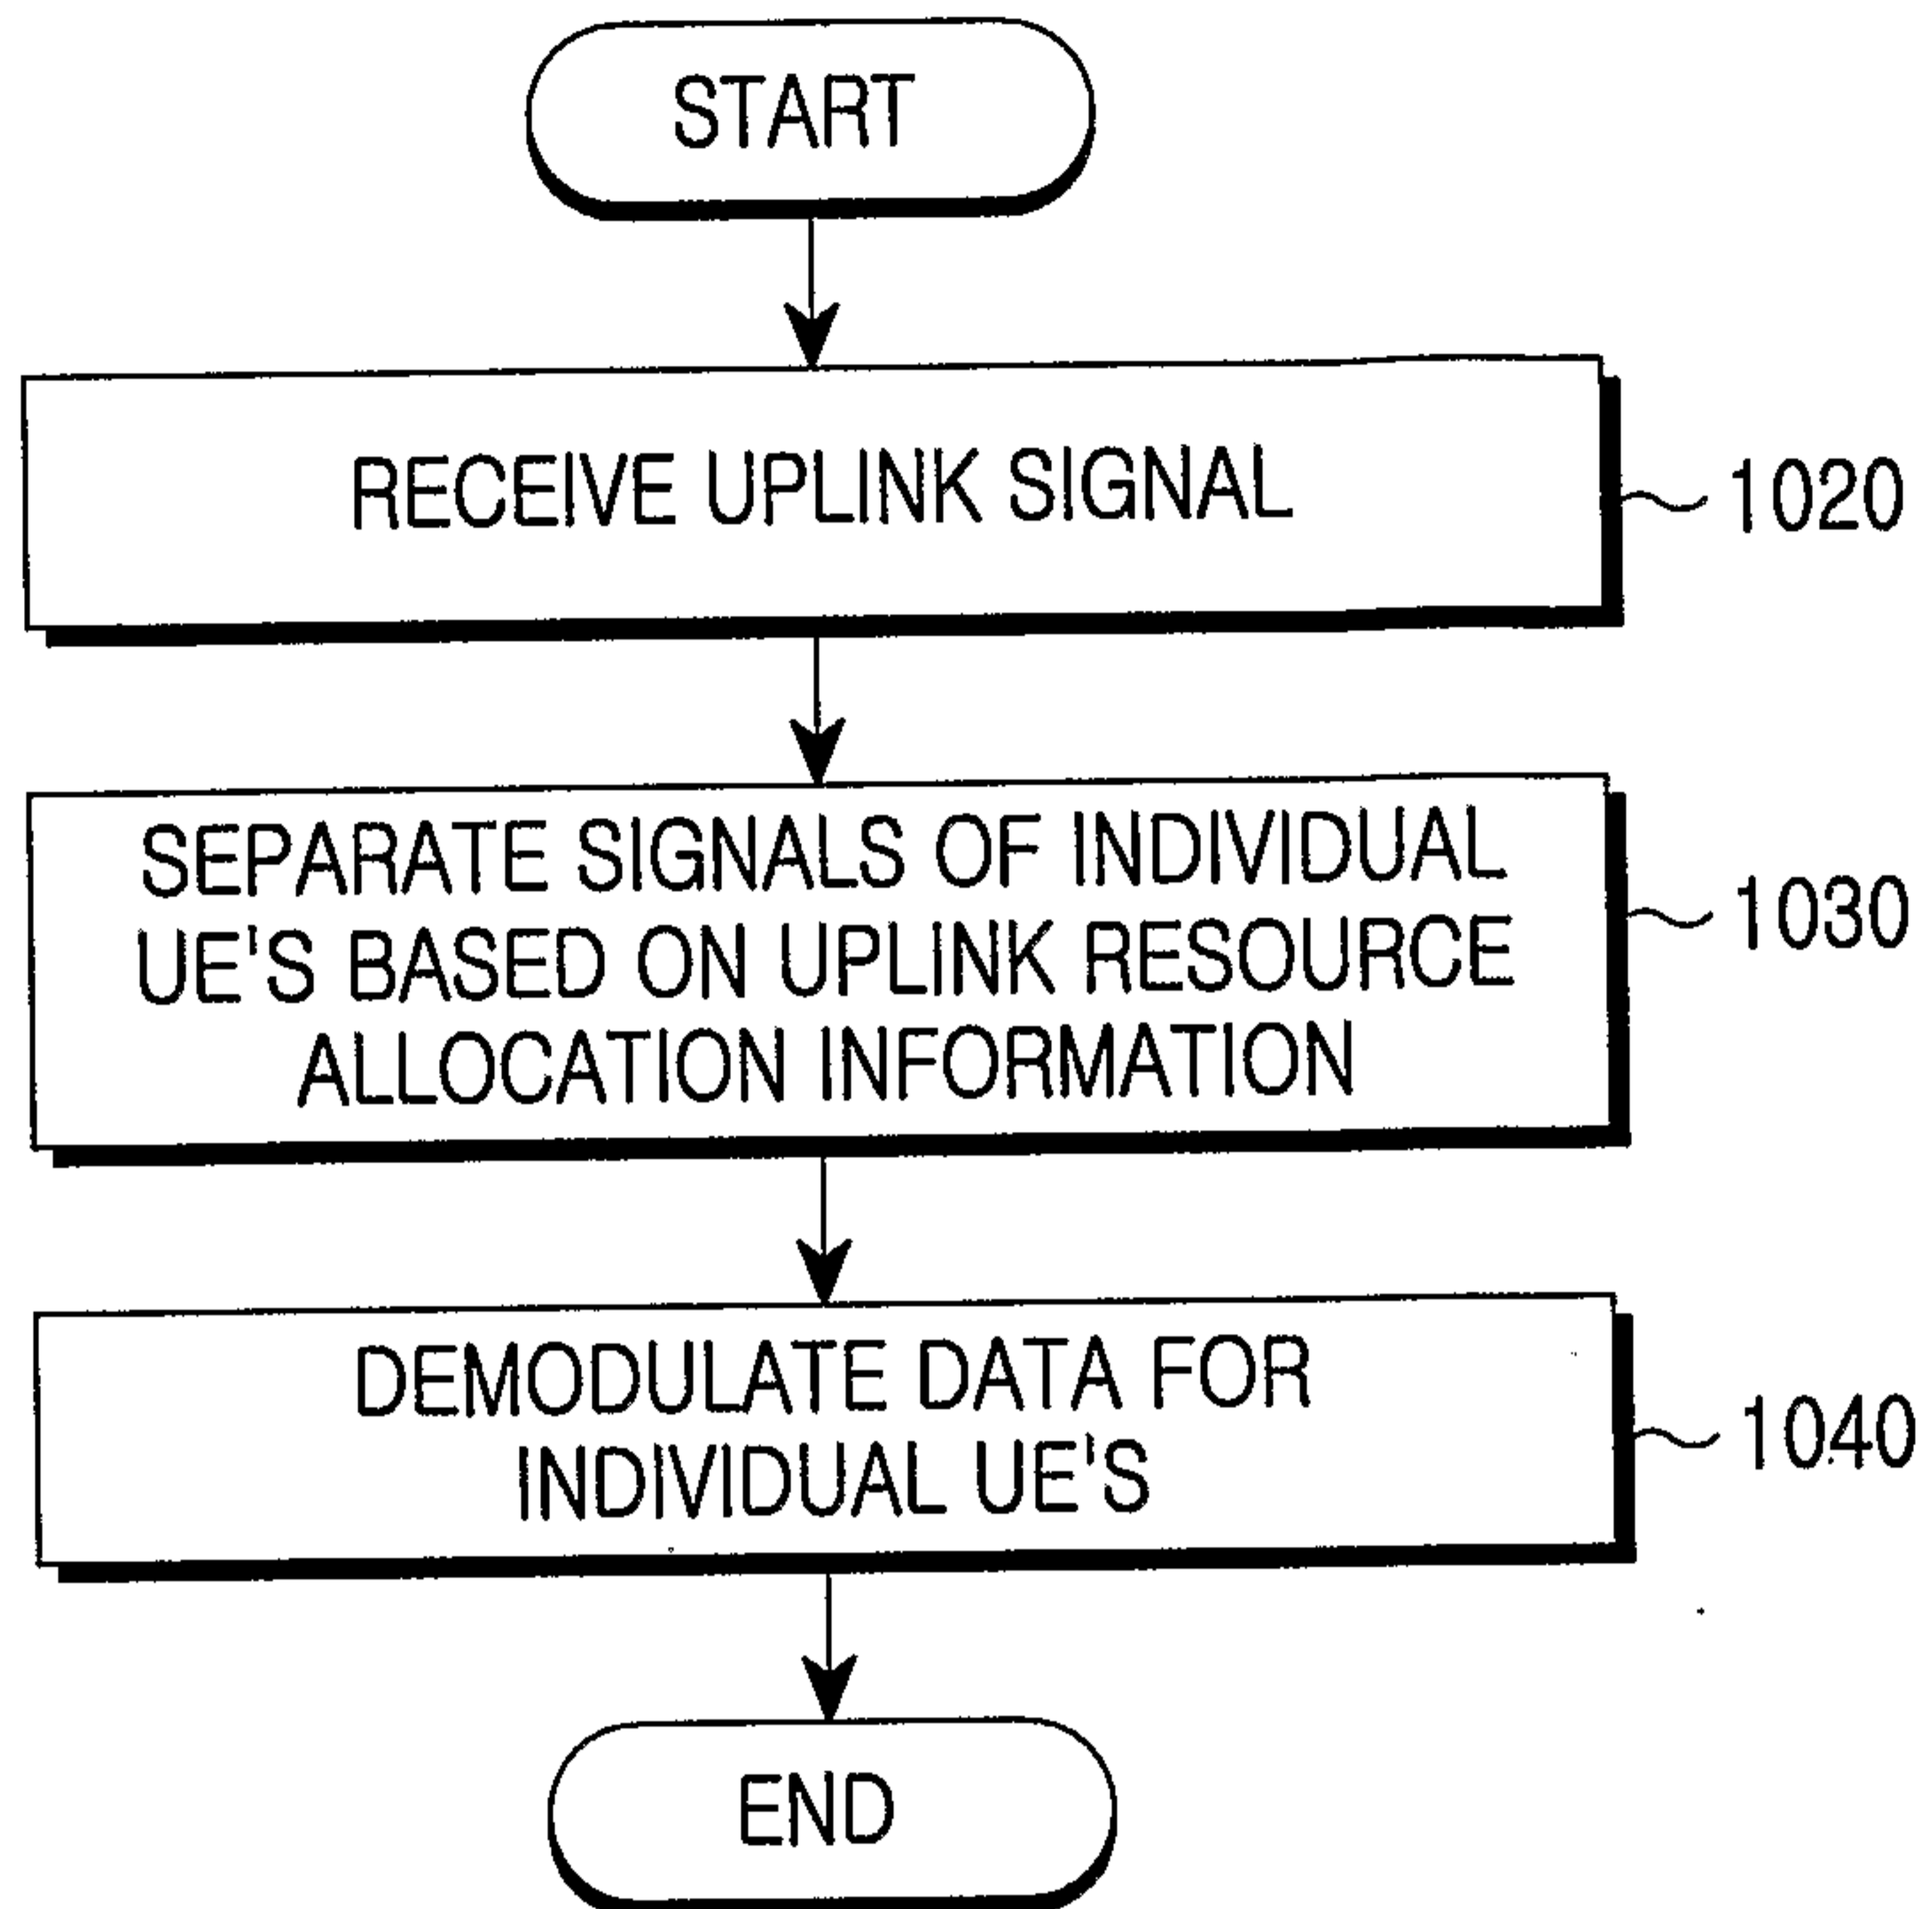 START
RECEIVE UPLINK SIGNAL
1020
SEPARATE SIGNALS OF INDIVIDUAL
UE'S BASED ON UPLINK RESOURCE
ALLOCATION INFORMATION
1030
DEMODULATE DATA FOR
INDIVIDUAL UE'S
1040
END